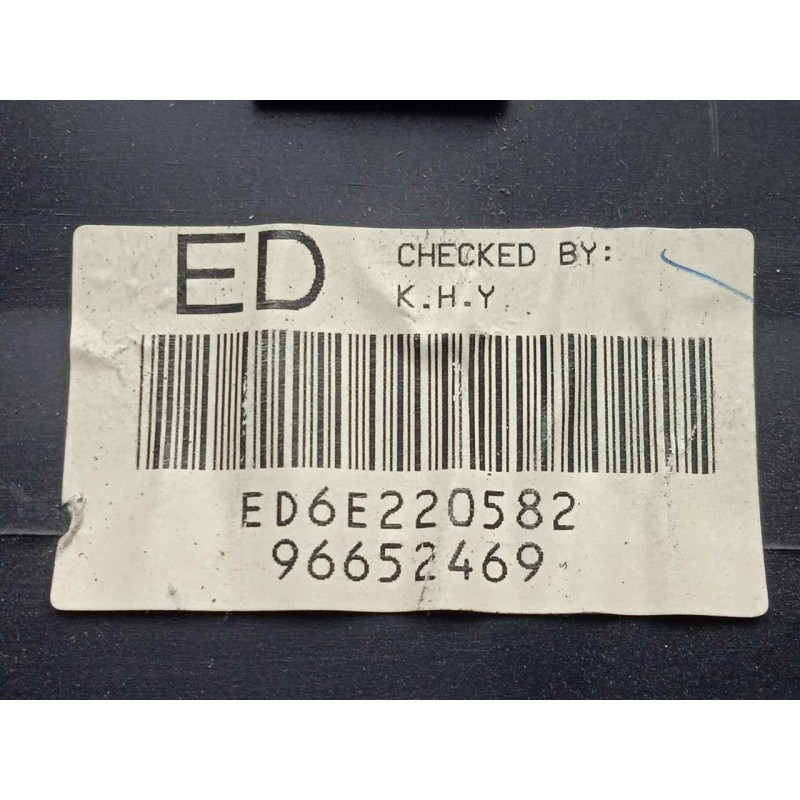 ED
CHECKED BY:
K.H.Y
ED6E220582
96652469